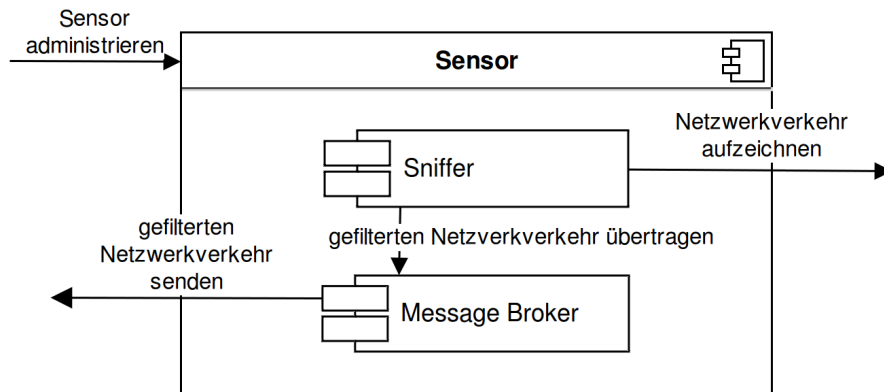 Sensor
administrieren
Sensor
Netzwerkverkehr
aufzeichnen
Sniffer
gefilterten
Netzwerkverkehr
senden
gefilterten Netzverkverkehr übertragen
Message Broker